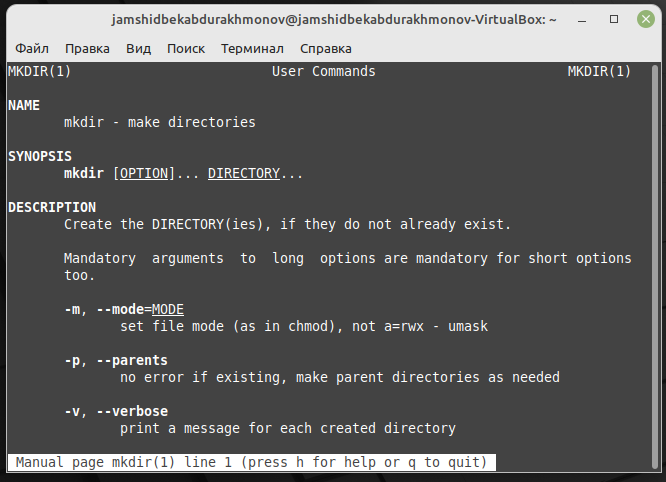 jamshidbekabdurakhmonov@jamshidbekabdurakhmonov-VirtualBox: ~
Файл Правка Вид Поиск Терминал Справка
MKDIR(1) User Commands MKDIR(1)
NAME
mkdir - make directories
SYNOPSIS
mkdir [OPTION]... DIRECTORY...
DESCRIPTION
Create the DIRECTORY(ies), if they do not already exist.
Mandatory arguments to long options are mandatory for short options
too.
-m, --mode=MODE
set file mode (as in chmod), not a=rwx - umask
-p, --parents
no error if existing, make parent directories as needed
-v, --verbose
print a message for each created directory
Manual page mkdir(1) line 1 (press h for help or q to quit)